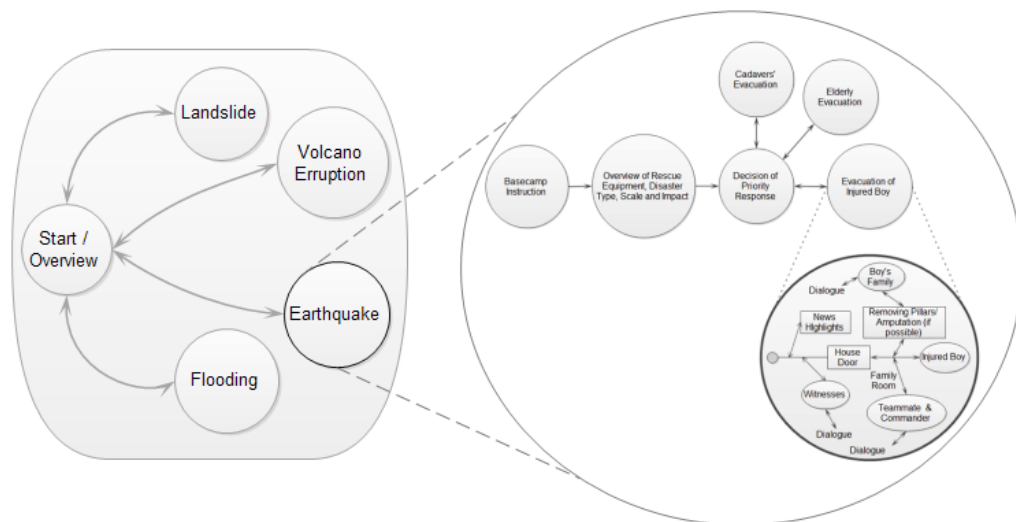 Landslide
Volcano
Erruption
Start /
Overview
Earthquake
Flooding
Cadavers'
Evacuation
Elderly
Evacuation
Basecamp
Instruction
Overview of Rescue
Equipment, Disaster
Type, Scale and Impact
Decision of
Priority
Response
Evacuation of
Injured Boy
Boy's
Family
Dialogue
News
Highlights
Removing Pillars/
Amputation (if
possible)
House
Door
Injured Boy
Family
Room
Witnesses
Teammate &
Commander
Dialogue
Dialogue